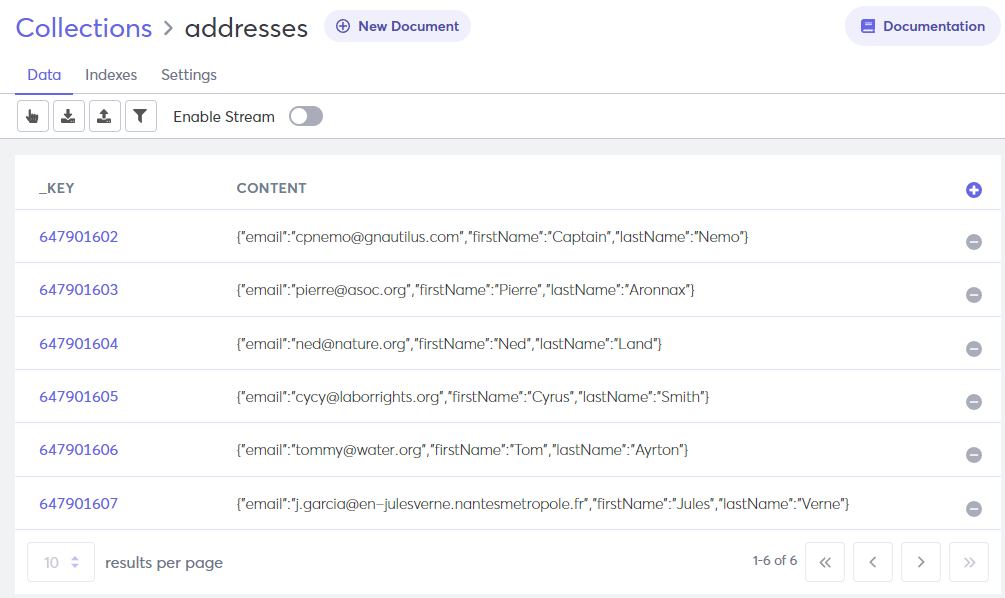 Collections > addresses New Document Documentation
Data Indexes Settings
Enable Stream
_KEY CONTENT
647901602 {"email":"cpnemo@gnautilus.com","firstName":"Captain","lastName":"Nemo"}
647901603 {"email":"pierre@asoc.org","firstName":"Pierre","lastName":"Aronnax"}
647901604 {"email":"ned@nature.org","firstName":"Ned","lastName":"Land"}
647901605 {"email":"cycy@laborrights.org","firstName":"Cyrus","lastName":"Smith"}
647901606 {"email":"tommy@water.org","firstName":"Tom","lastName":"Ayrton"}
647901607 {"email":"j.garcia@en-julesverne.nantesmetropole.fr","firstName":"Jules","lastName":"Verne"}
10 results per page 1-6 of 6